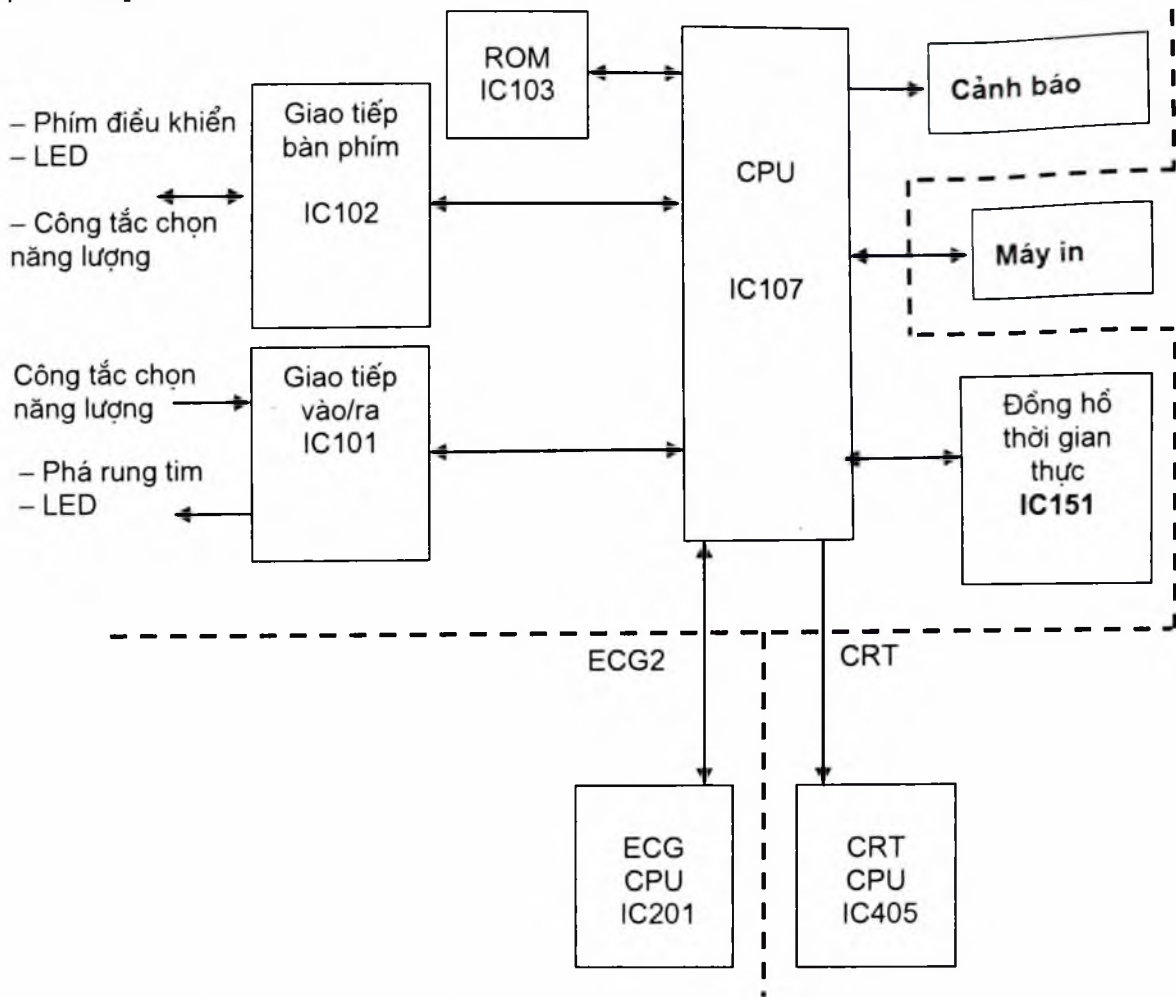 ROM
IC103
– Phím điều khiển
– LED
– Công tắc chọn
năng lượng
Giao tiếp
bàn phím
IC102
CPU
IC107
Cảnh báo
Máy in
Công tắc chọn
năng lượng
– Phá rung tim
– LED
Giao tiếp
vào/ra
IC101
Đồng hồ
thời gian
thực
IC151
ECG2
CRT
ECG
CPU
IC201
CRT
CPU
IC405